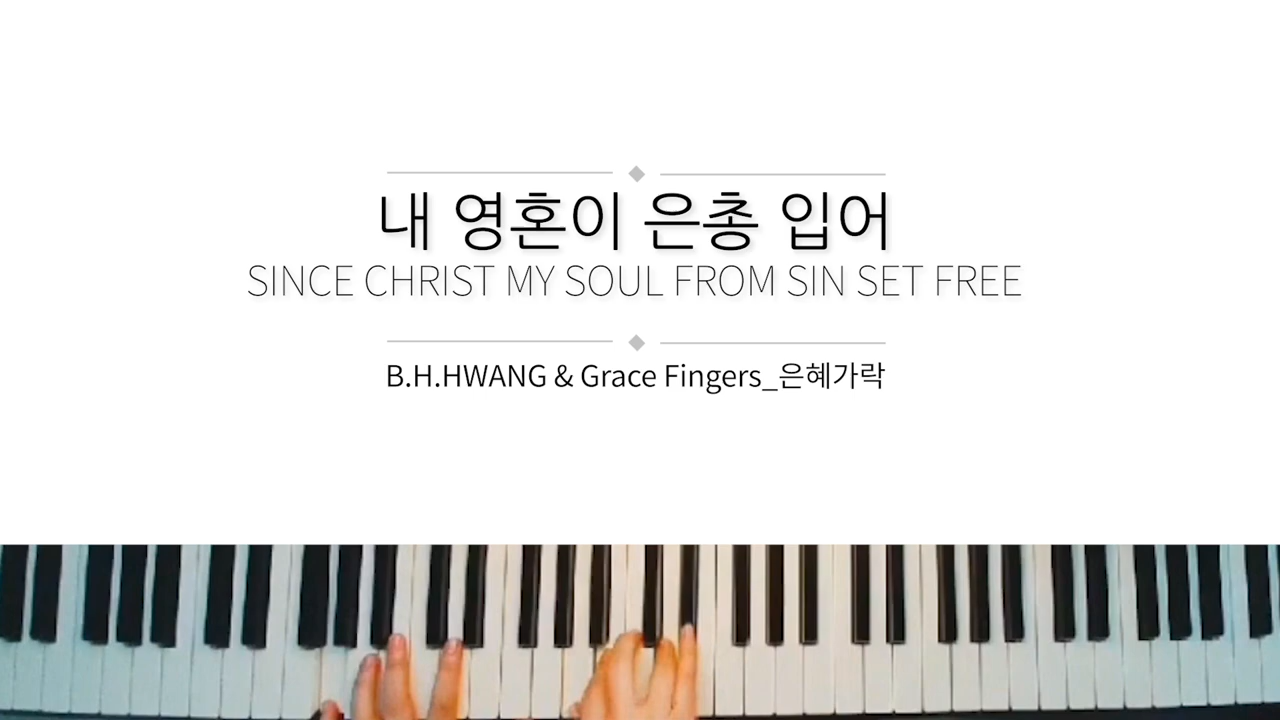 내 영혼이 은총 입어
SINCE CHRIST MY SOUL FROM SIN SET FREE
B.H.HWANG & Grace Fingers_은혜가락